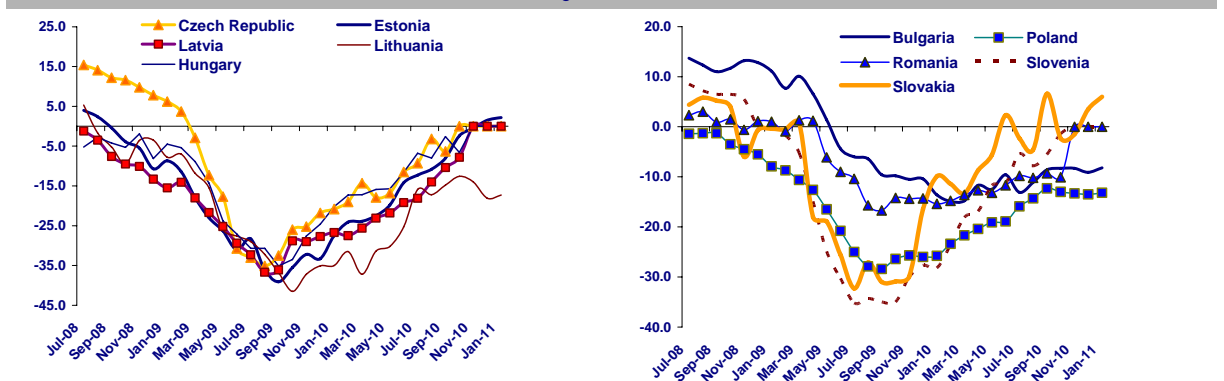 25.0
15.0
5.0
-5.0
-15.0
-25.0
-35.0
-45.0
Czech Republic
Estonia
Latvia
Lithuania
Hungary
Jul-08
Sep-08
Nov-08
Jan-09
Mar-09
May-09
Jul-09
Sep-09
Nov-09
Jan-10
Mar-10
May-10
Jul-10
Sep-10
Nov-10
Jan-11
20.0
10.0
0.0
-10.0
-20.0
-30.0
-40.0
Bulgaria
Poland
Romania
Slovenia
Slovakia
Jul-08
Sep-08
Nov-08
Jan-09
Mar-09
May-09
Jul-09
Sep-09
Nov-09
Jan-10
Mar-10
May-10
Jul-10
Sep-10
Nov-10
Jan-11